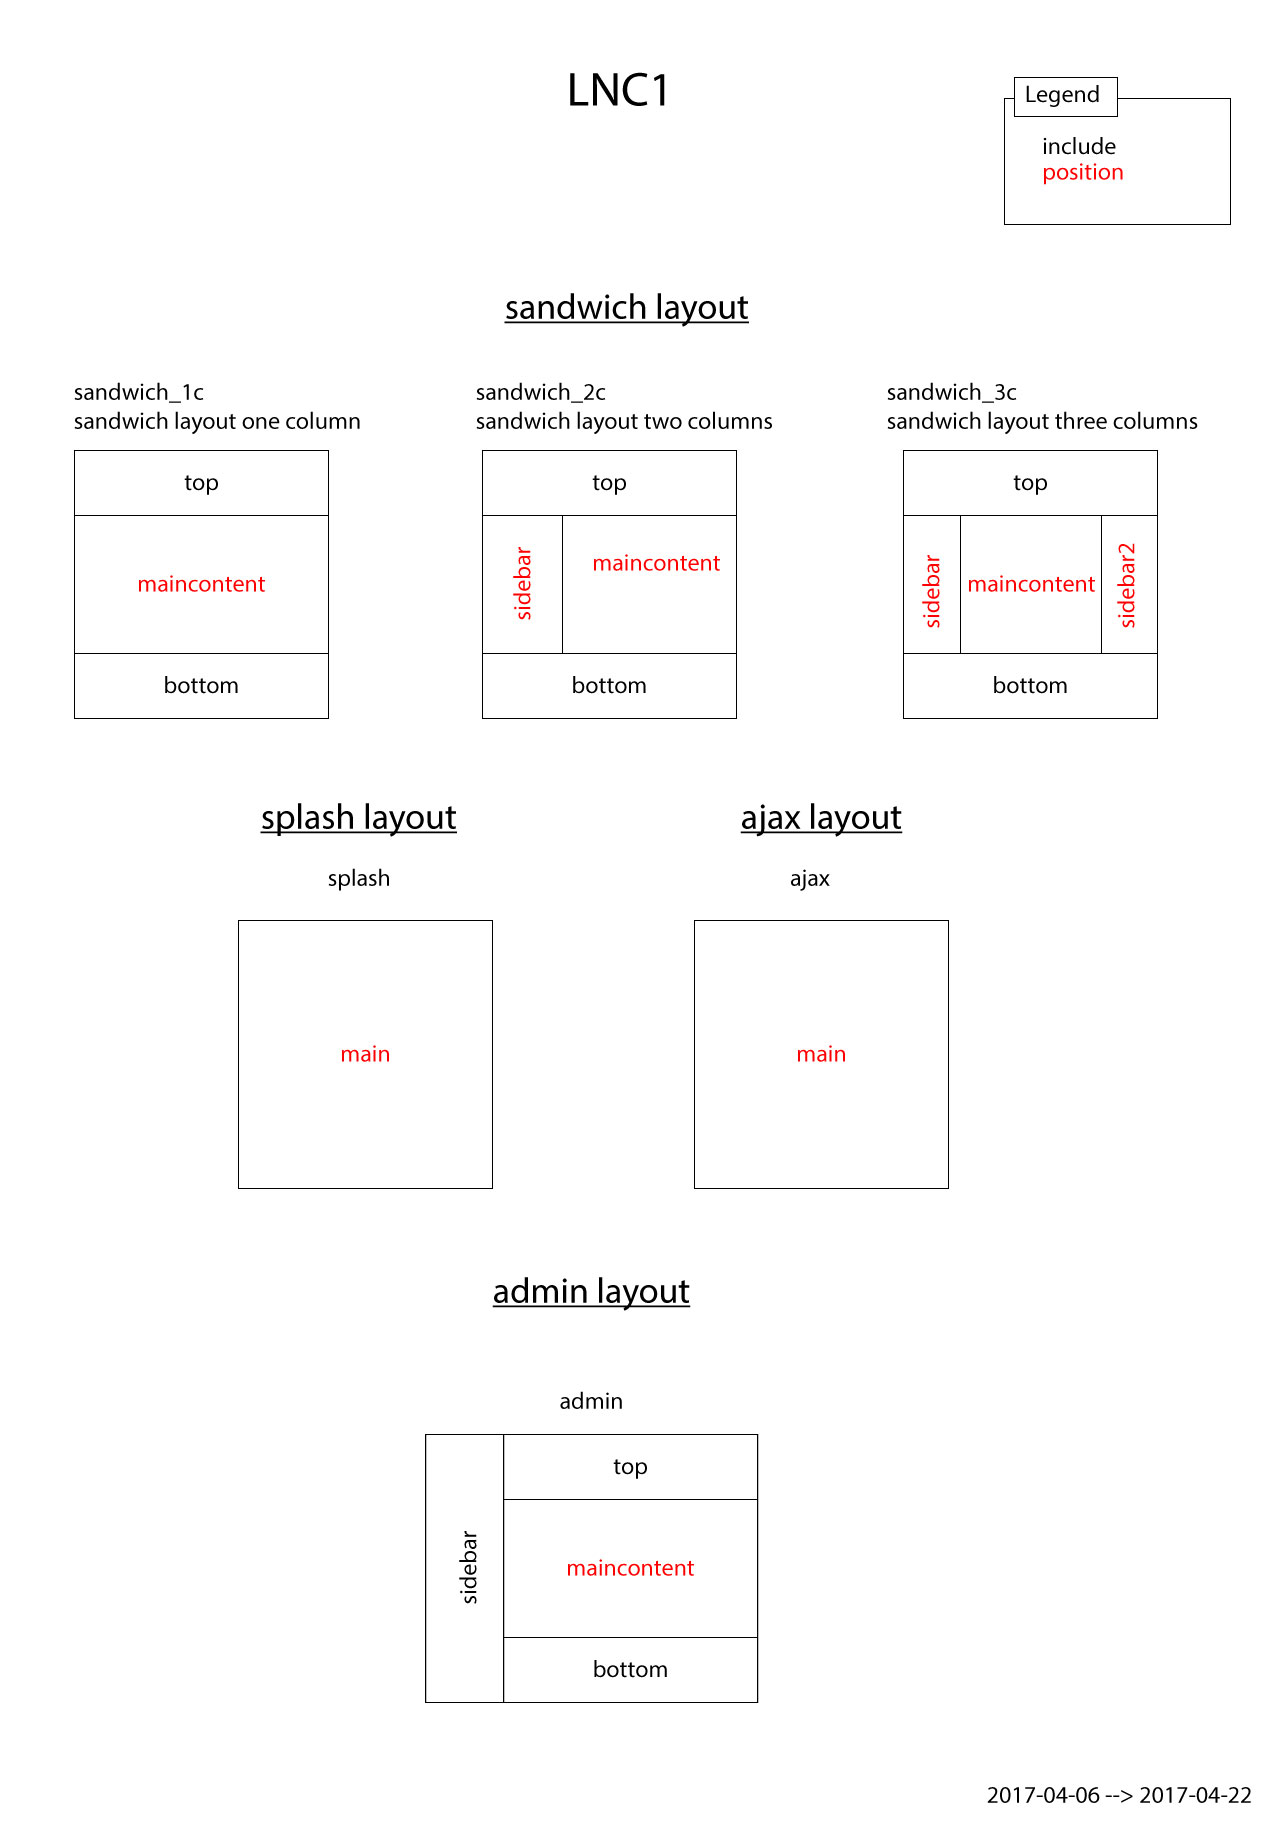 LNC1
Legend
include
position
sandwich layout
sandwich_1c
sandwich layout one column
top
maincontent
bottom
sandwich_2c
sandwich layout two columns
top
sidebar
maincontent
bottom
sandwich_3c
sandwich layout three columns
top
sidebar
maincontent
sidebar2
bottom
splash layout
splash
main
ajax layout
ajax
main
admin layout
admin
sidebar
top
maincontent
bottom
2017-04-06 --> 2017-04-22